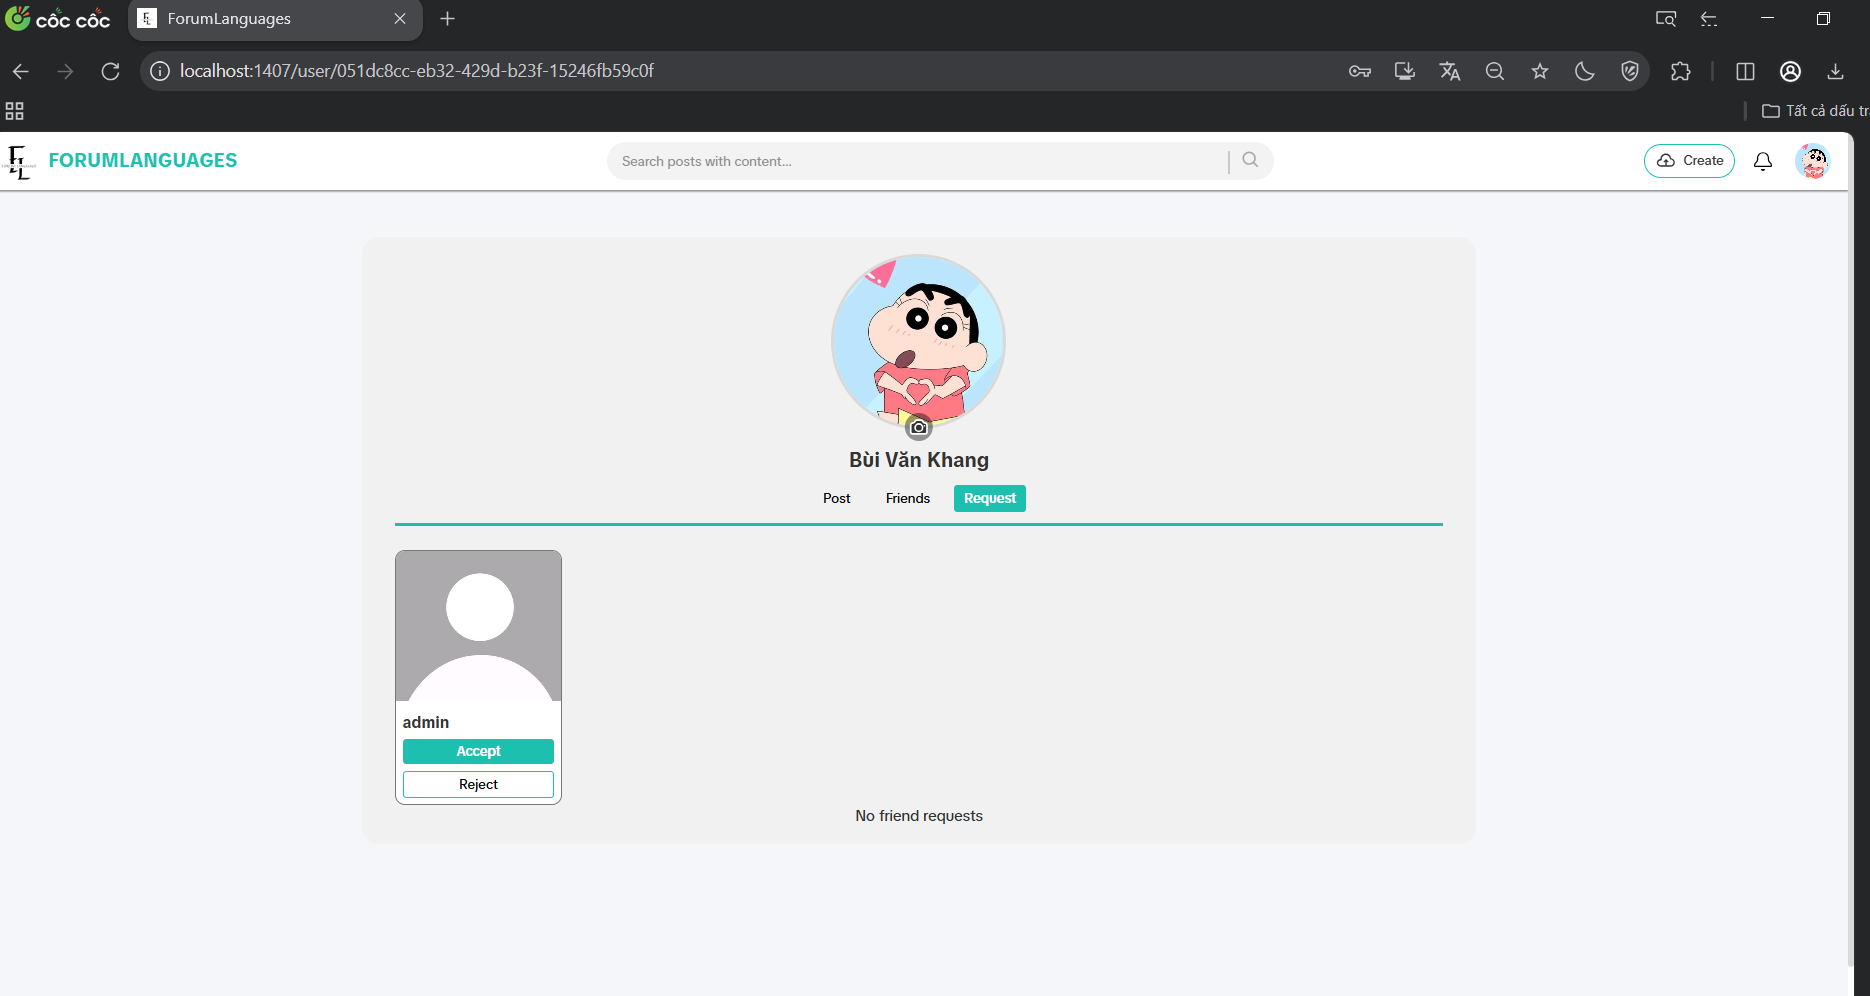 cốc cốc
ForumLanguages
localhost:1407/user/051dc8cc-eb32-429d-b23f-15246fb59c0f
Tất cả dấu tr
FORUMLANGUAGES
Search posts with content...
Create
Bùi Văn Khang
Post Friends Request
admin
Accept
Reject
No friend requests